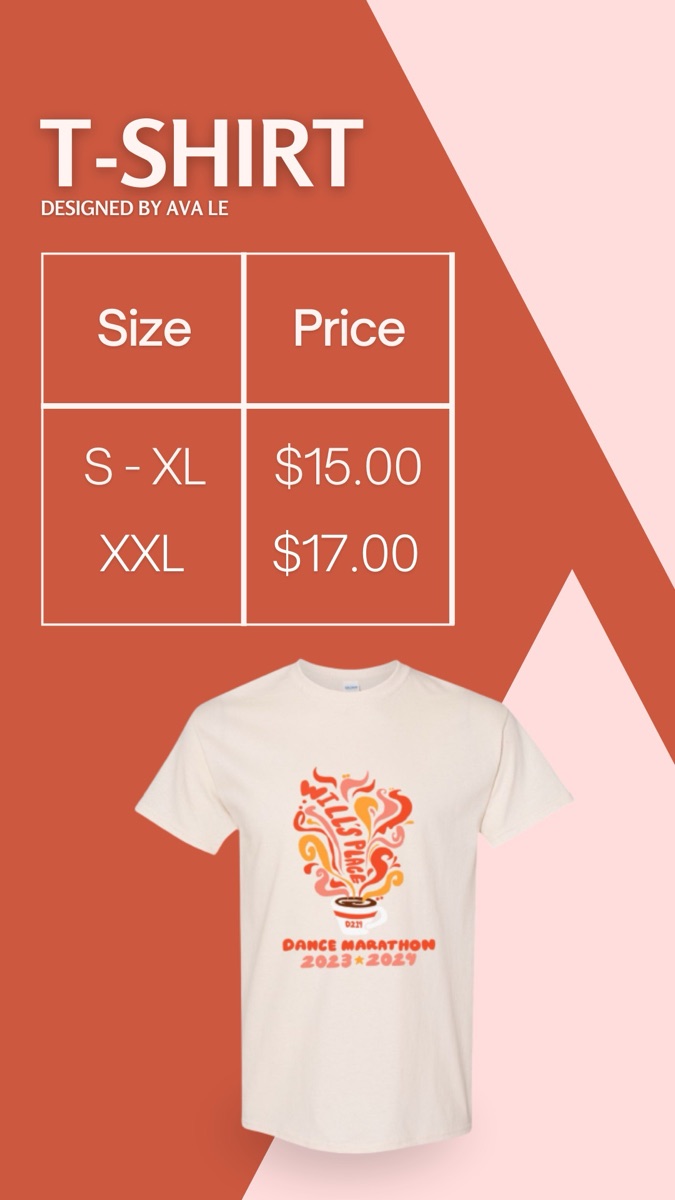 T-SHIRT
DESIGNED BY AVA LE
Size Price
S - XL $15.00
XXL $17.00
WILL'S PLACE
DANCE MARATHON
2023 ★ 2024